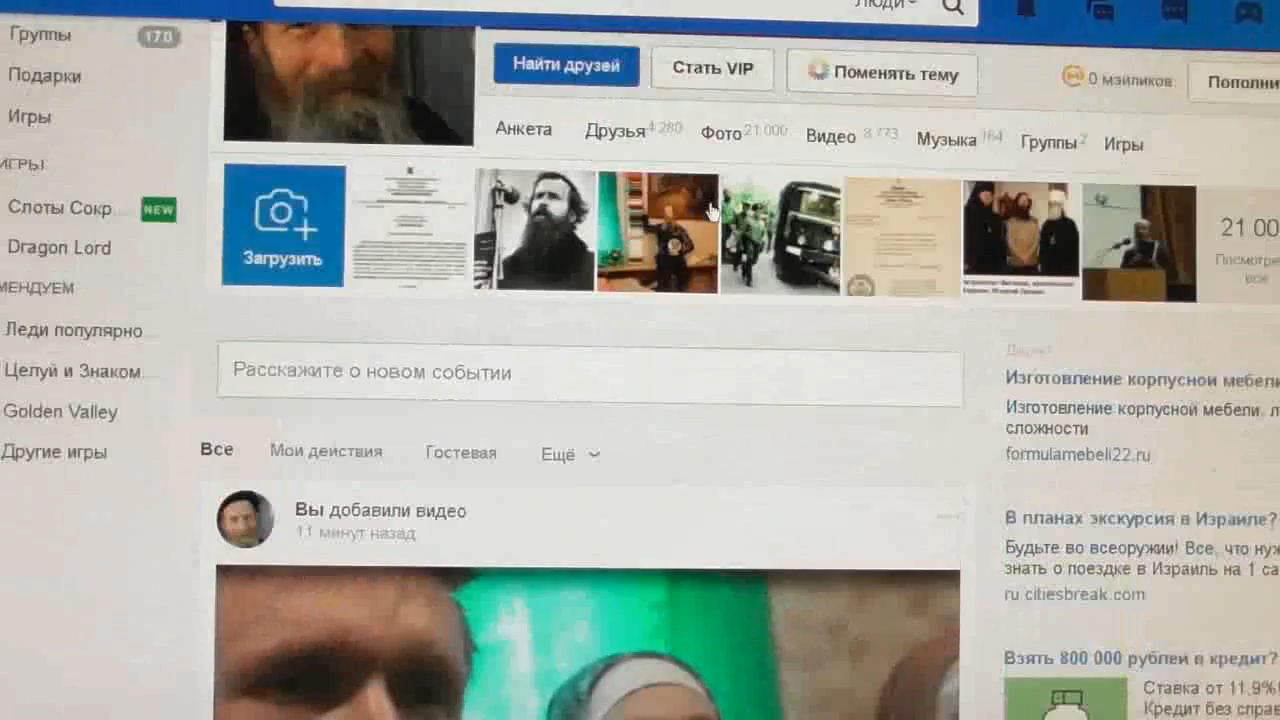 Люди
Группы 170
Подарки
Игры
ИГРЫ
Слоты Сокр... NEW
Dragon Lord
МЕНДУЕМ
Леди популярно...
Целуй и Знаком...
Golden Valley
Другие игры
Найти друзей
Стать VIP
Поменять тему
0 мэйликов
Пополни
Анкета
Друзья 4 280
Фото 21 000
Видео 8 773
Музыка 164
Группы 2
Игры
Загрузить
21 00
Посмотре
все
Расскажите о новом событии
Все
Мои действия
Гостевая
Ещё
Вы добавили видео
11 минут назад
Изготовление корпусной мебели
Изготовление корпусной мебели, л
сложности
formulamebeli22.ru
В планах экскурсия в Израиле?
Будьте во всеоружии! Все, что нуж
знать о поездке в Израиль на 1 са
ru.citiesbreak.com
Взять 800 000 рублей в кредит?
Ставка от 11,9%!
Кредит без справ